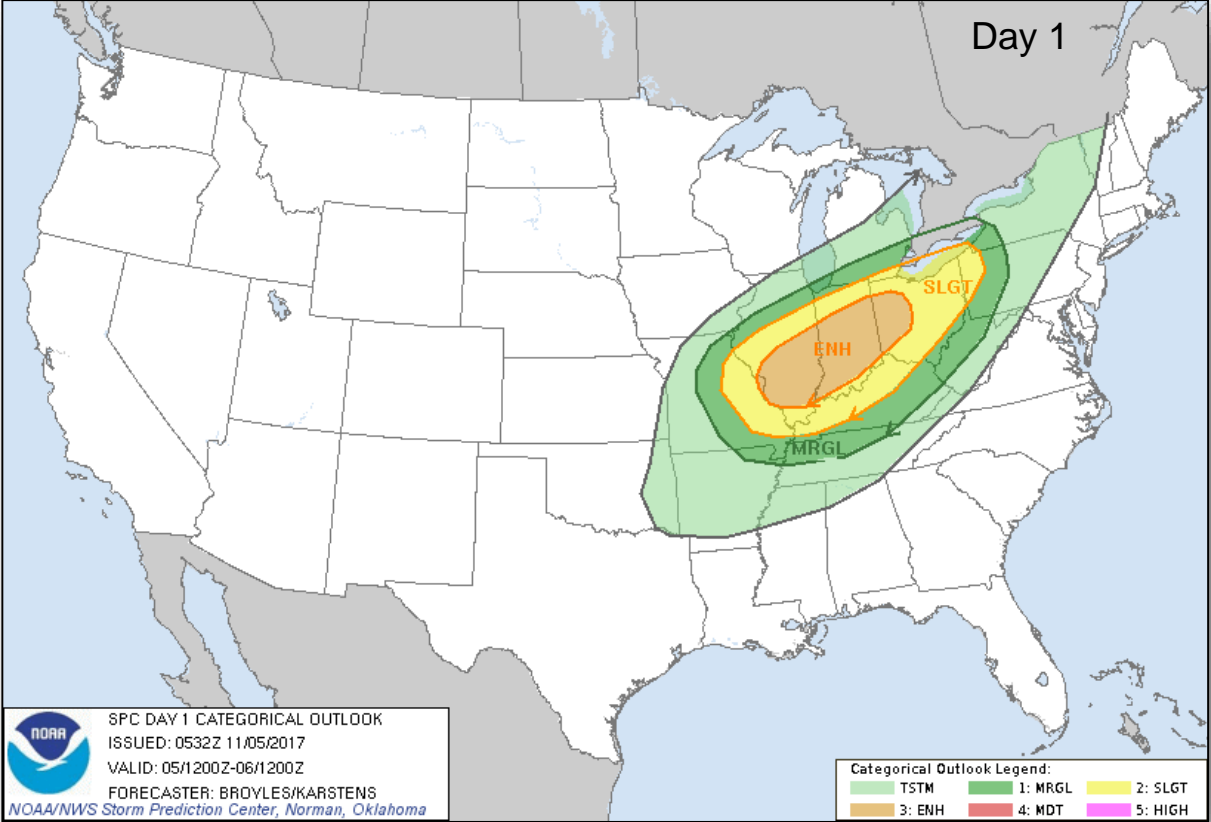 Day 1
SLGT
ENH
MRGL
NOAA
SPC DAY 1 CATEGORICAL OUTLOOK
ISSUED: 0532Z 11/05/2017
VALID: 05/1200Z-06/1200Z
FORECASTER: BROYLES/KARSTENS
NOAA/NWS Storm Prediction Center, Norman, Oklahoma
Categorical Outlook Legend:
TSTM 1: MRGL 2: SLGT
3: ENH 4: MDT 5: HIGH